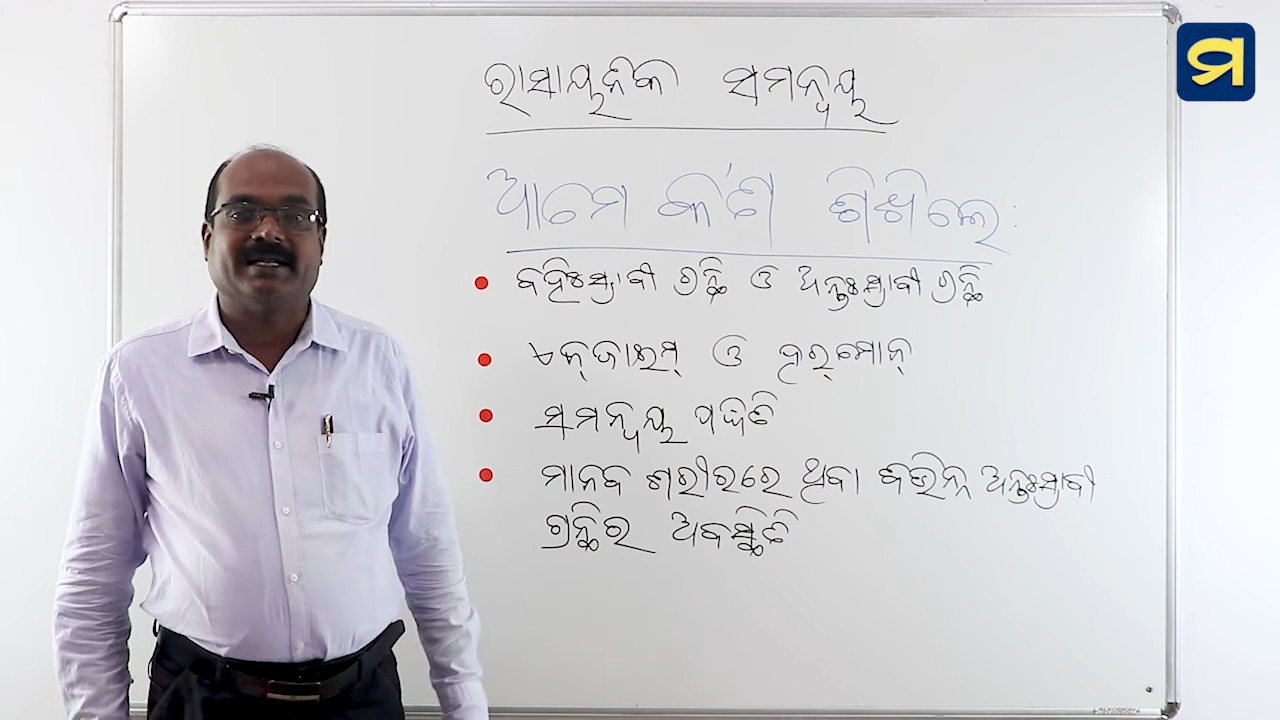 ମ
ରାସାୟନିକ ସମନ୍ୱୟ
ଆମେ କ'ଣ ଶିଖିଲେ:
ବହିଃସ୍ରାବୀ ଗ୍ରନ୍ଥି ଓ ଅନ୍ତଃସ୍ରାବୀ ଗ୍ରନ୍ଥି
ଏନ୍‌ଜାଇମ୍ ଓ ହର୍‌ମୋନ୍
ସମନ୍ୱୟ ପଦ୍ଧତି
ମାନବ ଶରୀରରେ ଥିବା ବିଭିନ୍ନ ଅନ୍ତଃସ୍ରାବୀ
ଗ୍ରନ୍ଥିର ଅବସ୍ଥିତି